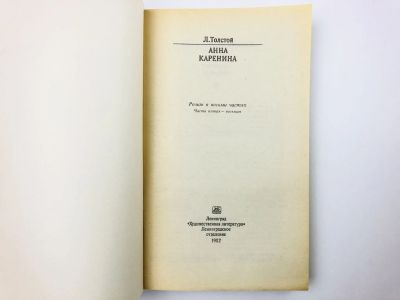 Л.Толстой
АННА
КАРЕНИНА
Роман в восьми частях
Части пятая — восьмая
Ленинград
«Художественная литература»
Ленинградское
отделение
1982